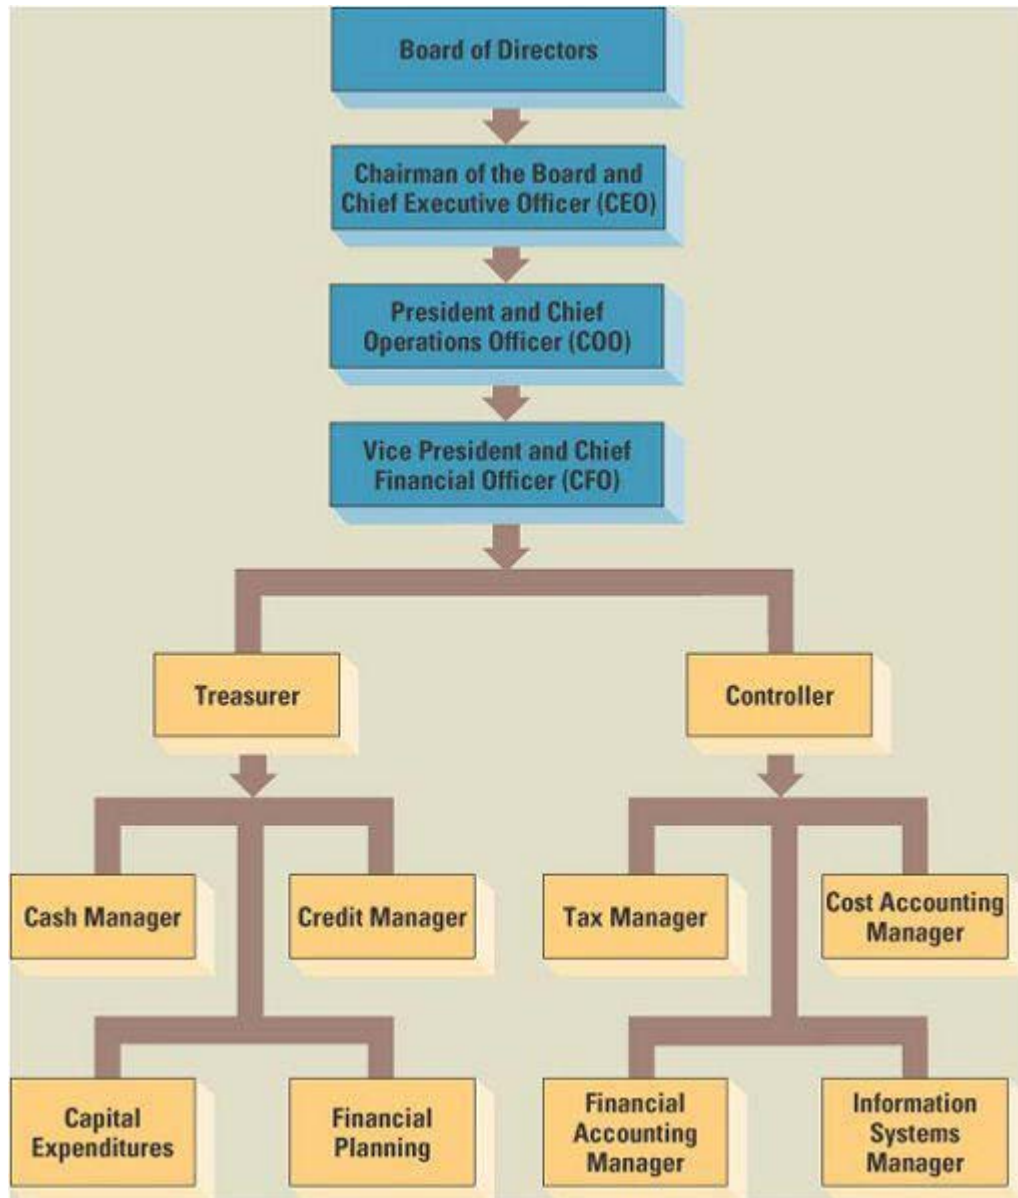 Board of Directors
Chairman of the Board and
Chief Executive Officer (CEO)
President and Chief
Operations Officer (COO)
Vice President and Chief
Financial Officer (CFO)
Treasurer
Controller
Cash Manager
Credit Manager
Tax Manager
Cost Accounting
Manager
Capital
Expenditures
Financial
Planning
Financial
Accounting
Manager
Information
Systems
Manager